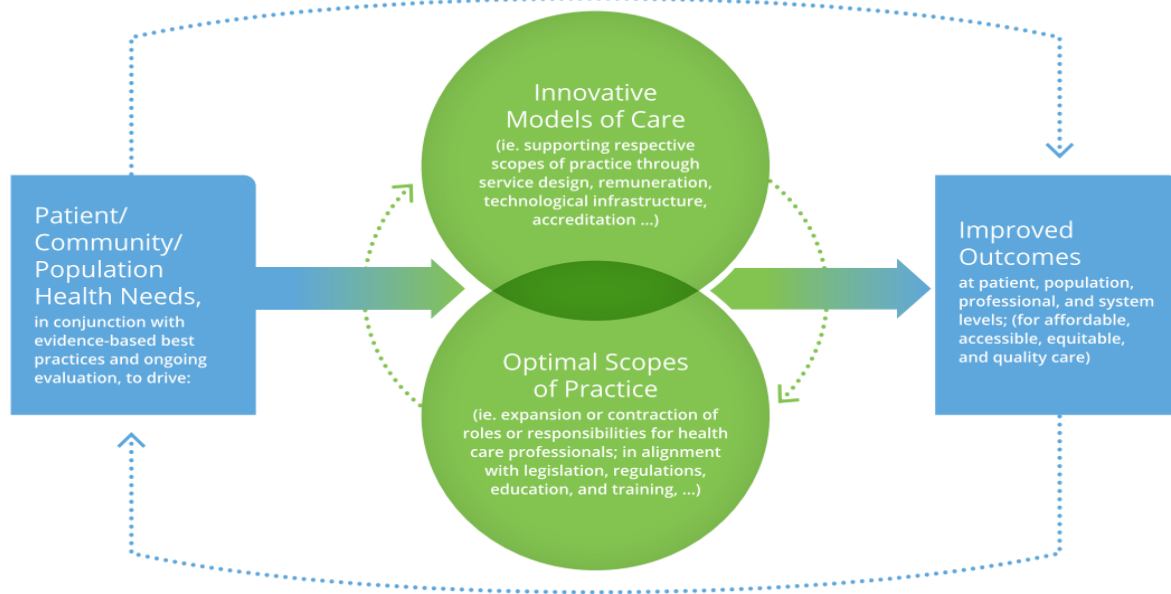 Patient/
Community/
Population
Health Needs,
in conjunction with
evidence-based best
practices and ongoing
evaluation, to drive:
Innovative
Models of Care
(ie. supporting respective
scopes of practice through
service design, remuneration,
technological infrastructure,
accreditation ...)
Optimal Scopes
of Practice
(ie. expansion or contraction of
roles or responsibilities for health
care professionals; in alignment
with legislation, regulations,
education, and training, ...)
Improved
Outcomes
at patient, population,
professional, and system
levels; (for affordable,
accessible, equitable,
and quality care)